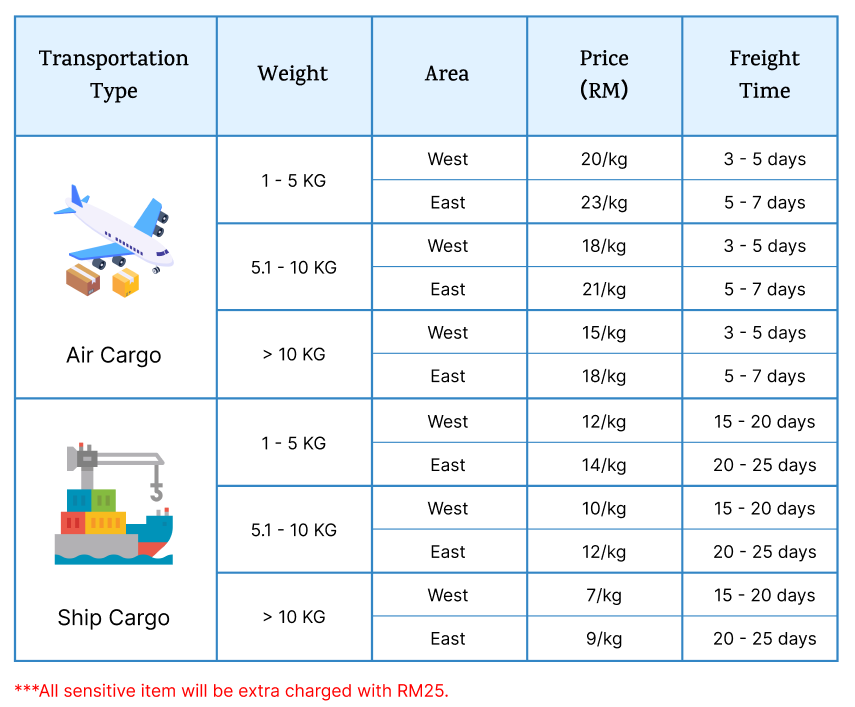 Transportation Type Weight Area Price (RM) Freight Time
Air Cargo
1 - 5 KG West 20/kg 3 - 5 days
East 23/kg 5 - 7 days
5.1 - 10 KG West 18/kg 3 - 5 days
East 21/kg 5 - 7 days
> 10 KG West 15/kg 3 - 5 days
East 18/kg 5 - 7 days
Ship Cargo
1 - 5 KG West 12/kg 15 - 20 days
East 14/kg 20 - 25 days
5.1 - 10 KG West 10/kg 15 - 20 days
East 12/kg 20 - 25 days
> 10 KG West 7/kg 15 - 20 days
East 9/kg 20 - 25 days
***All sensitive item will be extra charged with RM25.